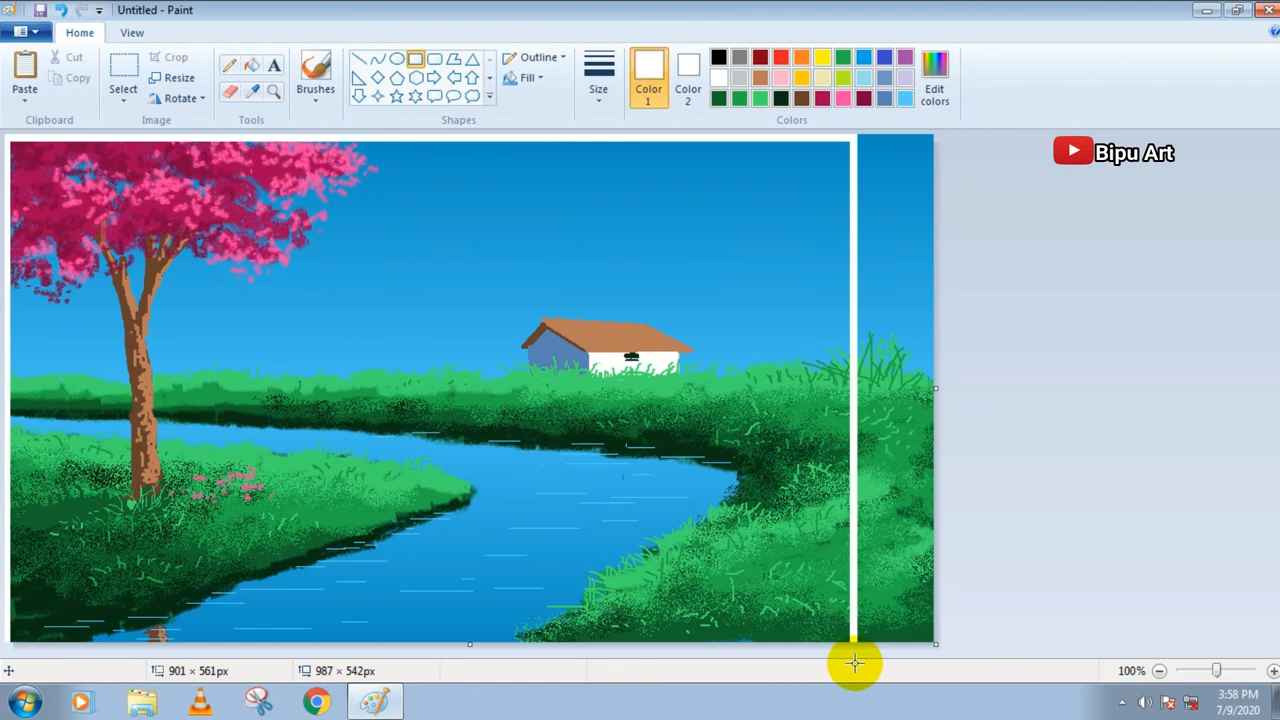 Untitled - Paint
Home
View
Paste
Cut
Copy
Clipboard
Select
Crop
Resize
Rotate
Image
A
Tools
Brushes
Shapes
Outline
Fill
Size
Color 1
Color 2
Edit colors
Colors
Bipu Art
901 × 561px
987 × 542px
100%
3:58 PM
7/9/2020